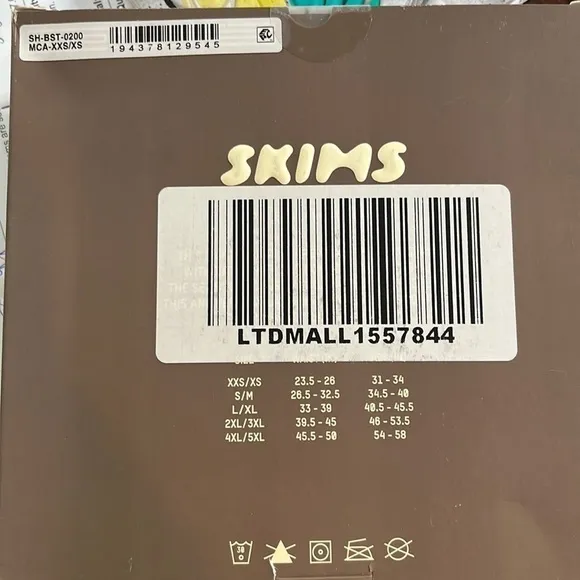 SH-BST-0200
MCA-XXS/XS
194378129545
SKIMS
LTDMALL1557844
XXS/XS 23.5 - 26 31 - 34
S/M 26.5 - 32.5 34.5 - 40
L/XL 33 - 39 40.5 - 45.5
2XL/3XL 39.5 - 45 46 - 53.5
4XL/5XL 45.5 - 50 54 - 58
30